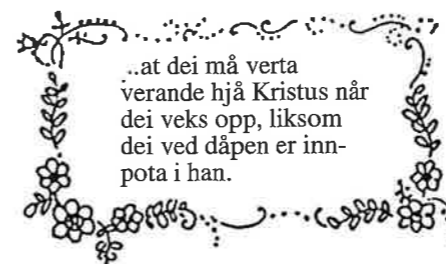 ...at dei må verta
verande hjå Kristus når
dei veks opp, liksom
dei ved dåpen er inn-
pota i han.